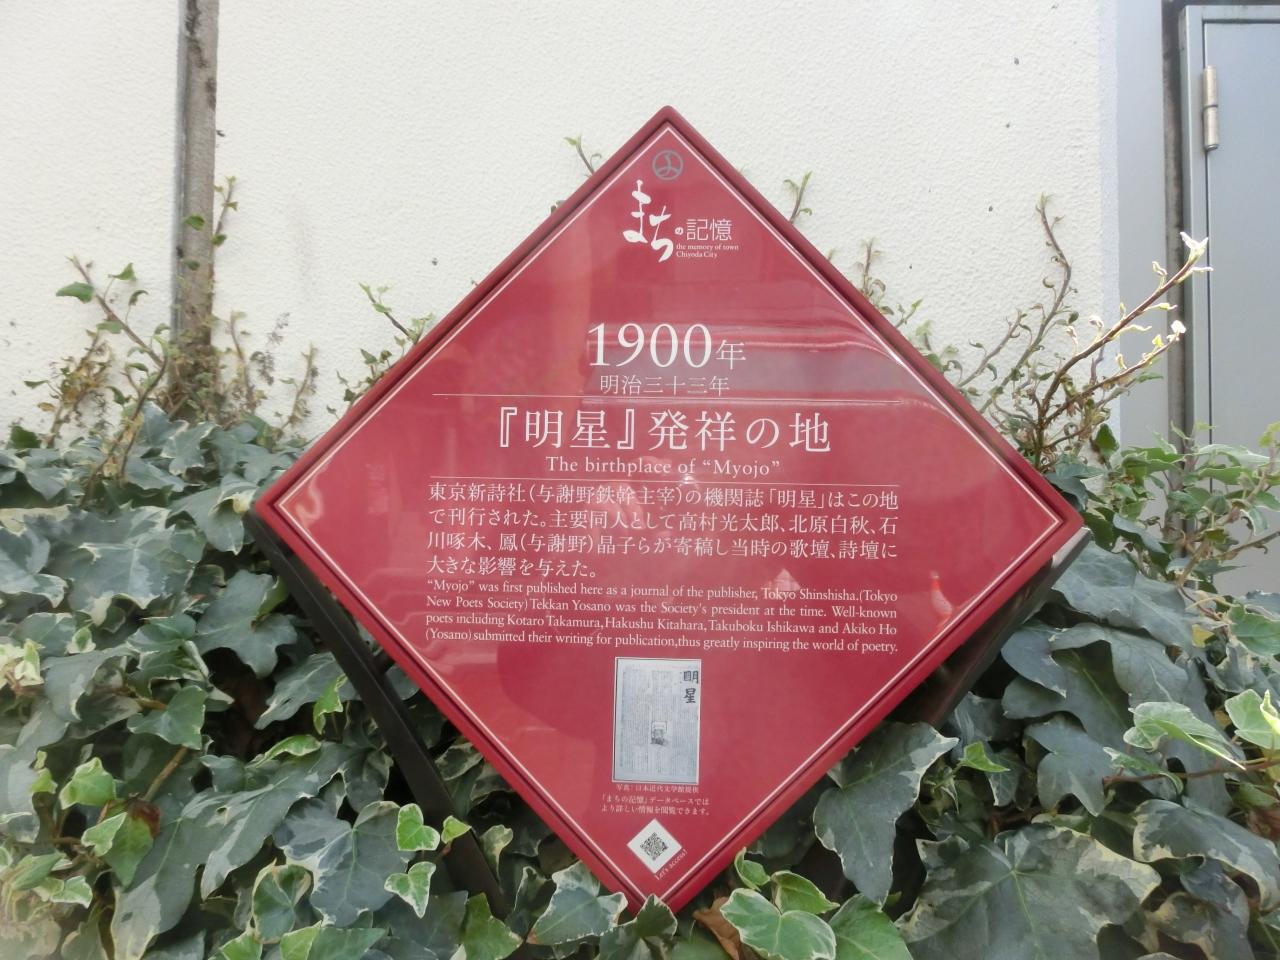 まちの記憶
the memory of town
Chiyoda City
1900年
明治三十三年
『明星』発祥の地
The birthplace of “Myojo”
東京新詩社(与謝野鉄幹主宰)の機関誌「明星」はこの地
で刊行された。主要同人として高村光太郎、北原白秋、石
川啄木、鳳(与謝野)晶子らが寄稿し当時の歌壇、詩壇に
大きな影響を与えた。
“Myojo” was first published here as a journal of the publisher, Tokyo Shinshisha.(Tokyo
New Poets Society) Tekkan Yosano was the Society's president at the time. Well-known
poets including Kotaro Takamura, Hakushu Kitahara, Takuboku Ishikawa and Akiko Ho
(Yosano) submitted their writing for publication,thus greatly inspiring the world of poetry.
明星
写真：日本近代文学館提供
「まちの記憶」データベースでは
より詳しい情報を閲覧できます。
Let's access!